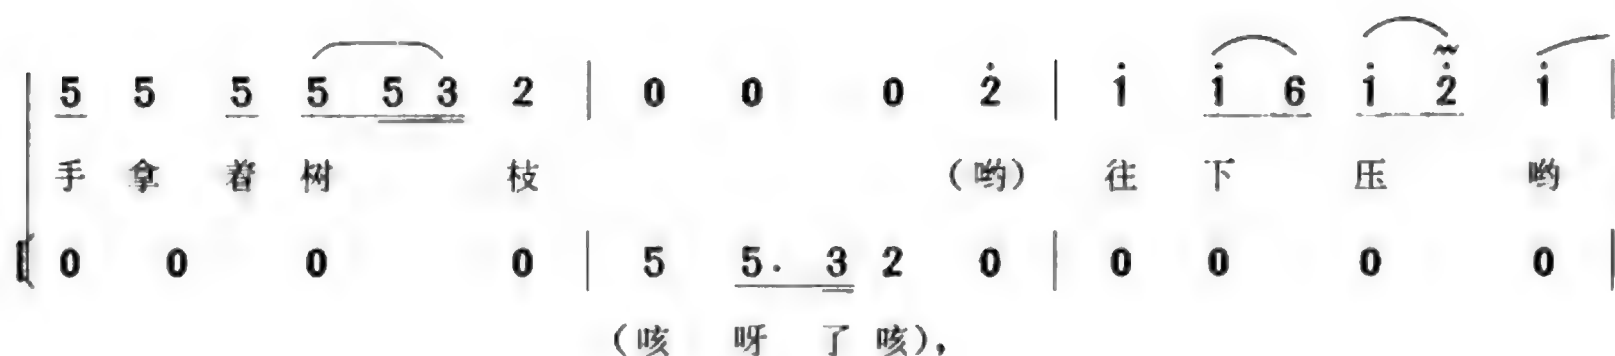 5 5 5 5 5 3 2 | 0 0 0 2̇ | 1̇ 1̇ 6 1̇ 2̇ 1̇ |
手 拿 着 树 枝 (哟) 往 下 压 哟
0 0 0 0 | 5 5. 3 2 0 | 0 0 0 0 |
(咳 呀 了 咳),